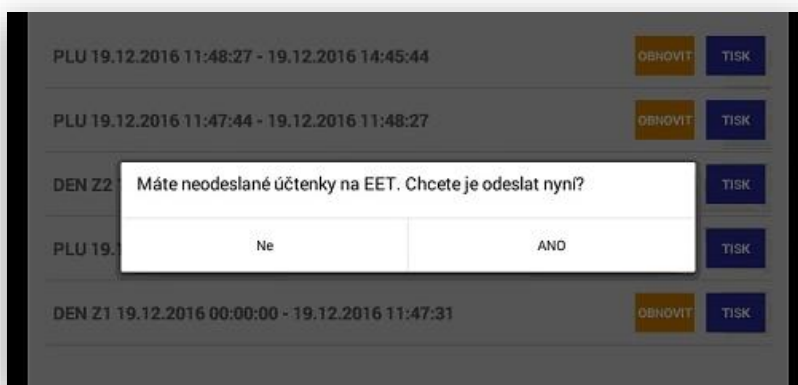 PLU 19.12.2016 11:48:27 - 19.12.2016 14:45:44 OBNOVIT TISK
PLU 19.12.2016 11:47:44 - 19.12.2016 11:48:27 OBNOVIT TISK
DEN Z2 TISK
Máte neodeslané účtenky na EET. Chcete je odeslat nyní?
Ne ANO
PLU 19. TISK
DEN Z1 19.12.2016 00:00:00 - 19.12.2016 11:47:31 OBNOVIT TISK